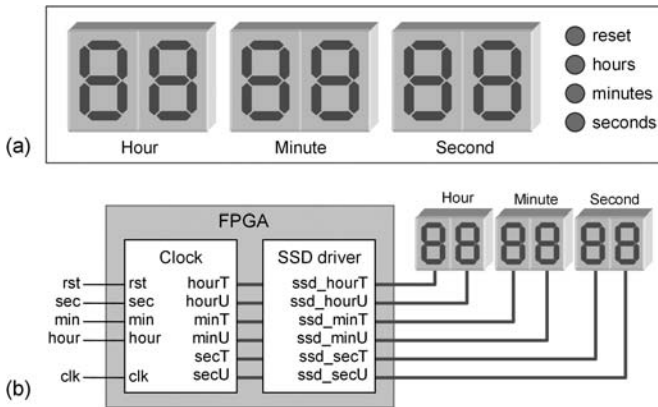 reset
hours
minutes
seconds
Hour Minute Second
(a)
Hour Minute Second
FPGA
Clock SSD driver
rst rst hourT ssd_hourT
sec sec hourU ssd_hourU
min min minT ssd_minT
hour hour minU ssd_minU
secT ssd_secT
clk clk secU ssd_secU
(b)